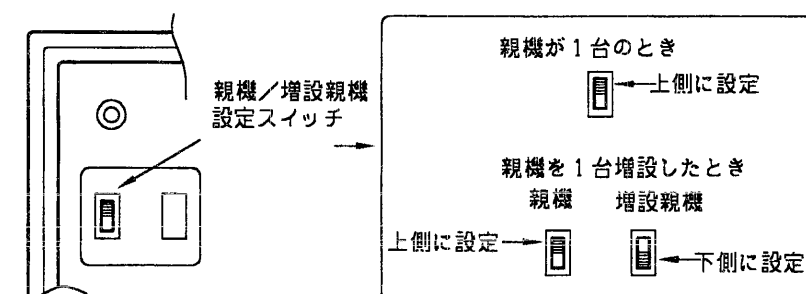 親機/増設親機
設定スイッチ
親機が1台のとき
上側に設定
親機を1台増設したとき
親機
増設親機
上側に設定
下側に設定